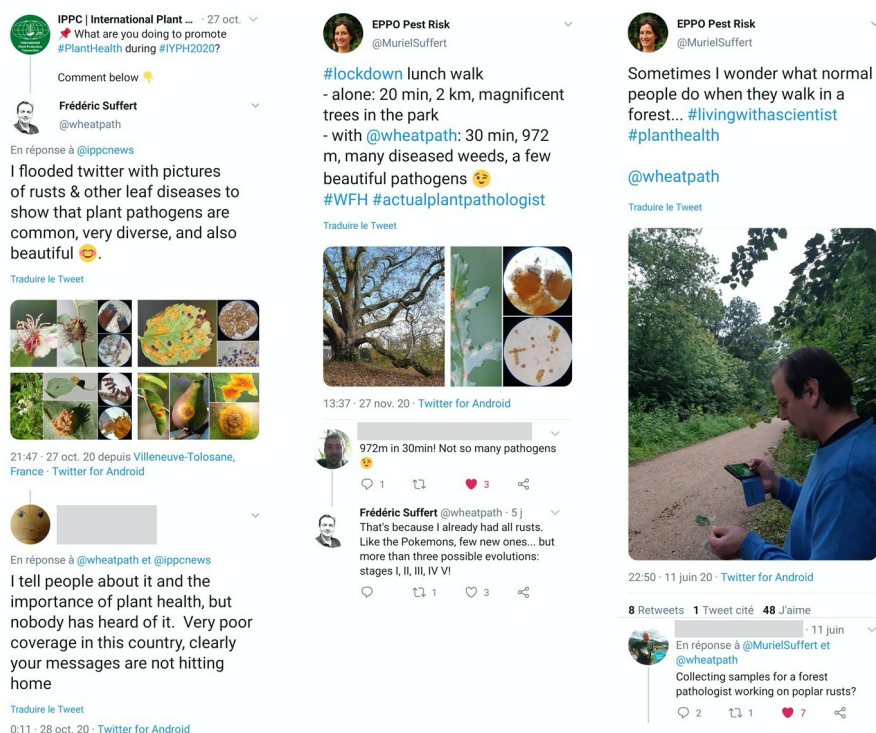 IPPC | International Plant ... · 27 oct.
📌 What are you doing to promote
#PlantHealth during #IYPH2020?
Comment below 👇
Frédéric Suffert
@wheatpath
En réponse à @ippcnews
I flooded twitter with pictures
of rusts & other leaf diseases to
show that plant pathogens are
common, very diverse, and also
beautiful 😊.
Traduire le Tweet
21:47 · 27 oct. 20 depuis Villeneuve-Tolosane,
France · Twitter for Android
En réponse à @wheatpath et @ippcnews
I tell people about it and the
importance of plant health, but
nobody has heard of it. Very poor
coverage in this country, clearly
your messages are not hitting
home
Traduire le Tweet
0:11 · 28 oct. 20 · Twitter for Android
EPPO Pest Risk
@MurielSuffert
#lockdown lunch walk
- alone: 20 min, 2 km, magnificent
trees in the park
- with @wheatpath: 30 min, 972
m, many diseased weeds, a few
beautiful pathogens 😉
#WFH #actualplantpathologist
Traduire le Tweet
13:37 · 27 nov. 20 · Twitter for Android
972m in 30min! Not so many pathogens
😉
1 3
Frédéric Suffert @wheatpath · 5 j
That's because I already had all rusts.
Like the Pokemons, few new ones... but
more than three possible evolutions:
stages I, II, III, IV V!
1 3
EPPO Pest Risk
@MurielSuffert
Sometimes I wonder what normal
people do when they walk in a
forest... #livingwithascientist
#planthealth
@wheatpath
Traduire le Tweet
22:50 · 11 juin 20 · Twitter for Android
8 Retweets 1 Tweet cité 48 J'aime
· 11 juin
En réponse à @MurielSuffert et
@wheatpath
Collecting samples for a forest
pathologist working on poplar rusts?
2 1 7